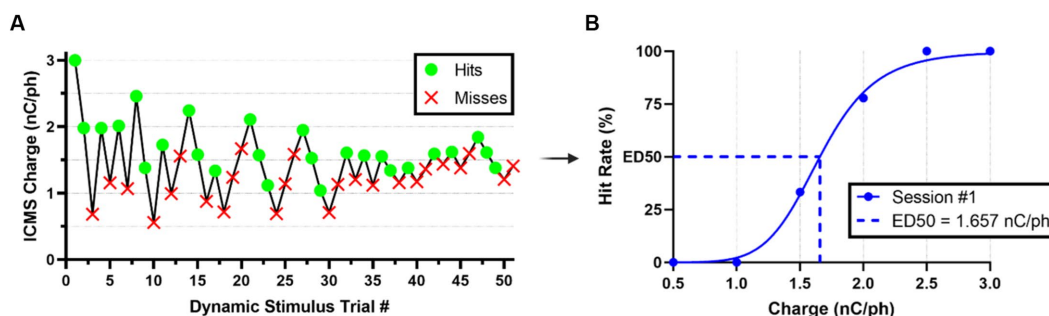 A
ICMS Charge (nC/ph)
3
2
1
0
0
5
10
15
20
25
30
35
40
45
50
Dynamic Stimulus Trial #
Hits
Misses
B
Hit Rate (%)
100
75
ED50
25
0
0.5
1.0
1.5
2.0
2.5
3.0
Charge (nC/ph)
Session #1
ED50 = 1.657 nC/ph